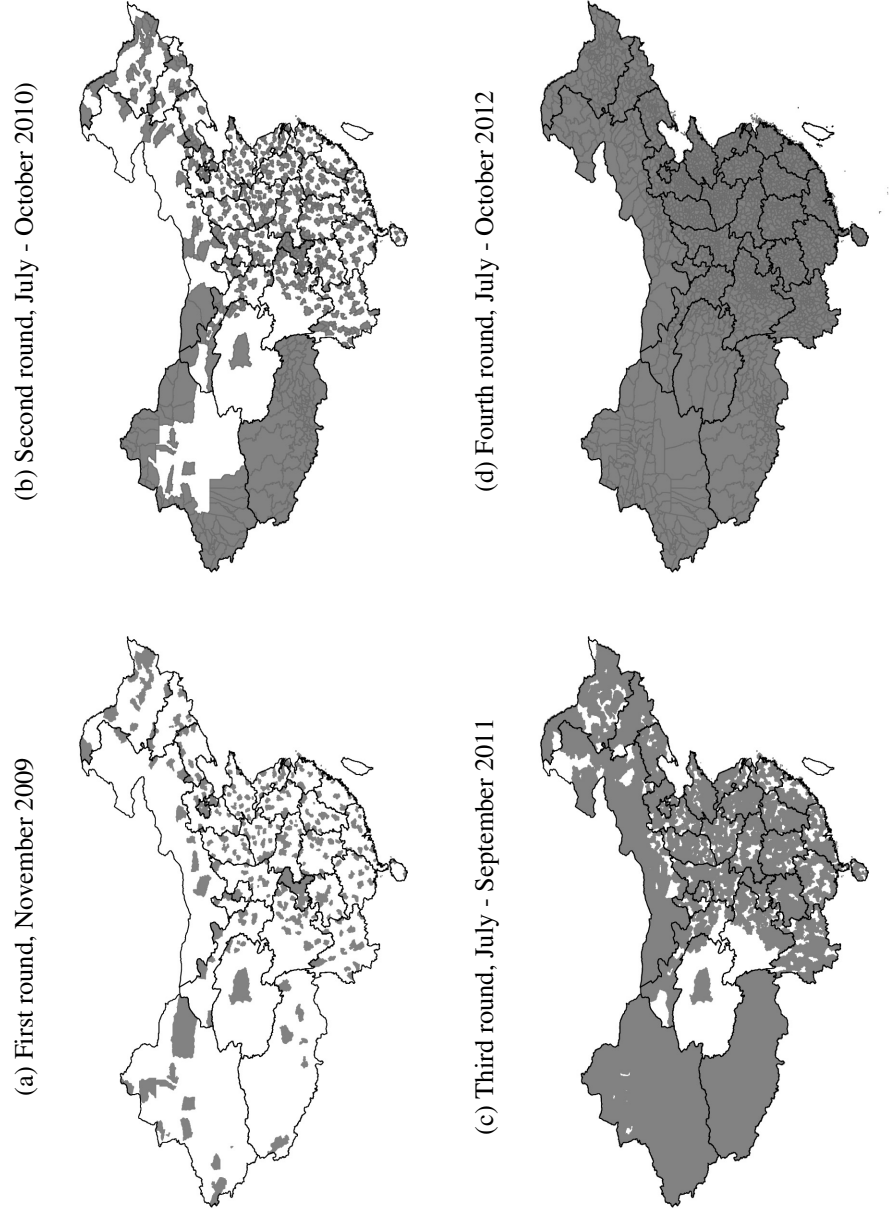 (a) First round, November 2009
(b) Second round, July - October 2010)
(c) Third round, July - September 2011
(d) Fourth round, July - October 2012